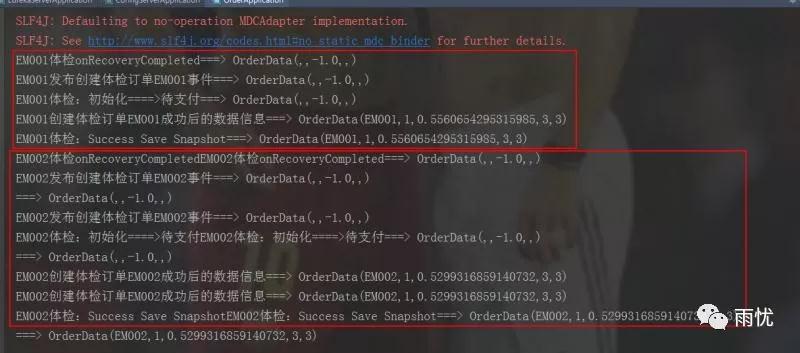 EurekaServerApplication ConfigServerApplication OrderApplication
SLF4J: Defaulting to no-operation MDCAdapter implementation.
SLF4J: See http://www.slf4j.org/codes.html#no_static_mdc_binder for further details.
EM001体检onRecoveryCompleted===> OrderData(,,-1.0,,)
EM001发布创建体检订单EM001事件===> OrderData(,,-1.0,,)
EM001体检：初始化====>待支付===> OrderData(,,-1.0,,)
EM001创建体检订单EM001成功后的数据信息===> OrderData(EM001,1,0.5560654295315985,3,3)
EM001体检：Success Save Snapshot===> OrderData(EM001,1,0.5560654295315985,3,3)
EM002体检onRecoveryCompletedEM002体检onRecoveryCompleted===> OrderData(,,-1.0,,)
EM002发布创建体检订单EM002事件===> OrderData(,,-1.0,,)
===> OrderData(,,-1.0,,)
EM002发布创建体检订单EM002事件===> OrderData(,,-1.0,,)
EM002体检：初始化====>待支付EM002体检：初始化====>待支付===> OrderData(,,-1.0,,)
===> OrderData(,,-1.0,,)
EM002创建体检订单EM002成功后的数据信息===> OrderData(EM002,1,0.5299316859140732,3,3)
EM002创建体检订单EM002成功后的数据信息===> OrderData(EM002,1,0.5299316859140732,3,3)
EM002体检：Success Save SnapshotEM002体检：Success Save Snapshot===> OrderData(EM002,1,0.5299316859140732,3,3)
===> OrderData(EM002,1,0.5299316859140732,3,3)
雨忧